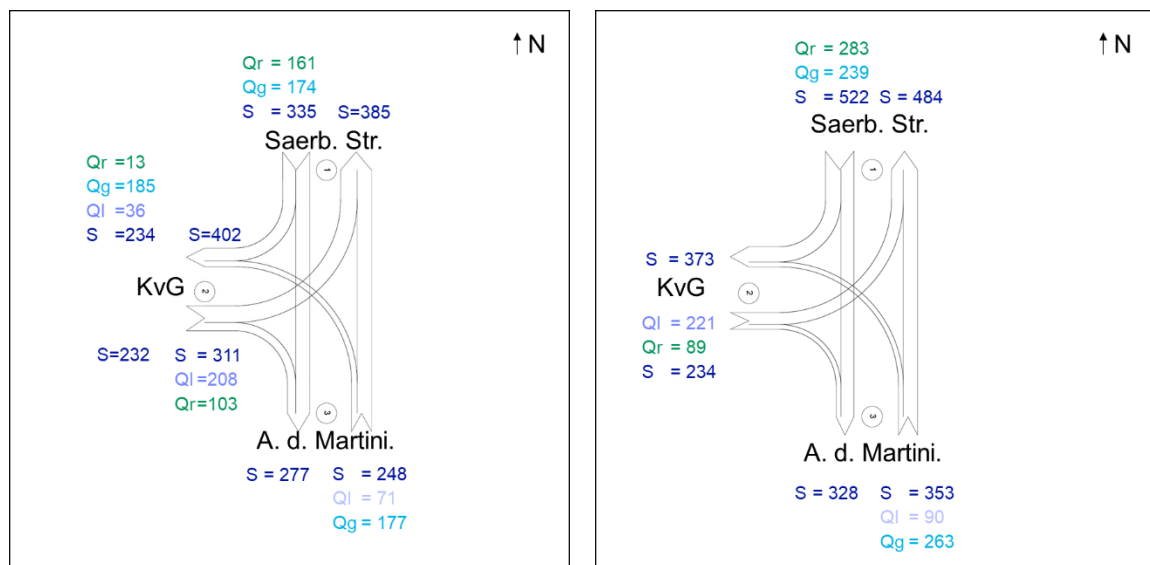 ↑ N
Qr = 161
Qg = 174
S = 335 S=385
Saerb. Str.
1
Qr =13
Qg =185
Ql = 36
S =234 S=402
KvG 2
S=232 S = 311
Ql =208
Qr=103
3
A. d. Martini.
S = 277 S = 248
Ql = 71
Qg = 177
↑ N
Qr = 283
Qg = 239
S = 522 S = 484
Saerb. Str.
1
S = 373
KvG 2
Ql = 221
Qr = 89
S = 234
3
A. d. Martini.
S = 328 S = 353
Ql = 90
Qg = 263